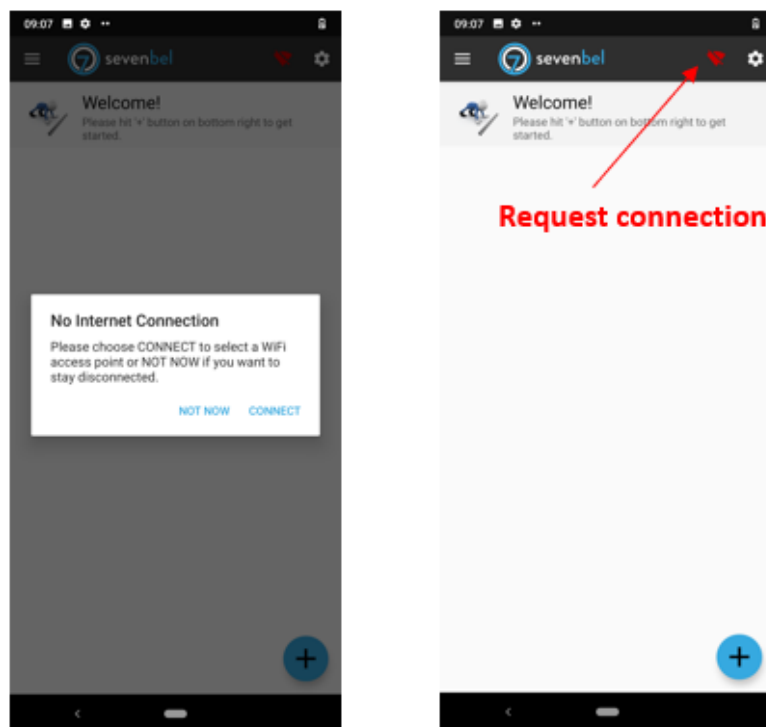 09:07
sevenbel
Welcome!
Please hit '+' button on bottom right to get
started.
No Internet Connection
Please choose CONNECT to select a WiFi
access point or NOT NOW if you want to
stay disconnected.
NOT NOW CONNECT
09:07
sevenbel
Welcome!
Please hit '+' button on bottom right to get
started.
Request connection